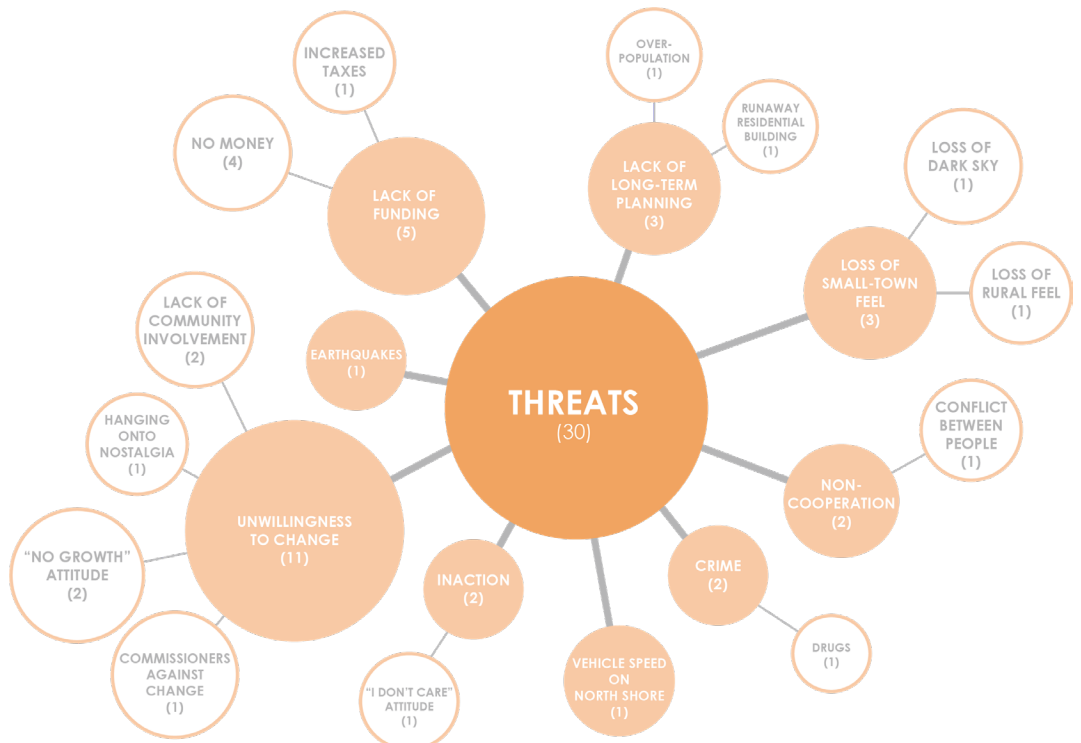 INCREASED
TAXES
(1)
NO MONEY
(4)
LACK OF
FUNDING
(5)
OVER-
POPULATION
(1)
RUNAWAY
RESIDENTIAL
BUILDING
(1)
LACK OF
LONG-TERM
PLANNING
(3)
LOSS OF
DARK SKY
(1)
LOSS OF
SMALL-TOWN
FEEL
(3)
LOSS OF
RURAL FEEL
(1)
LACK OF
COMMUNITY
INVOLVEMENT
(2)
EARTHQUAKES
(1)
THREATS
(30)
HANGING
ONTO
NOSTALGIA
(1)
CONFLICT
BETWEEN
PEOPLE
(1)
NON-
COOPERATION
(2)
UNWILLINGNESS
TO CHANGE
(11)
"NO GROWTH"
ATTITUDE
(2)
COMMISSIONERS
AGAINST
CHANGE
(1)
INACTION
(2)
"I DON'T CARE"
ATTITUDE
(1)
VEHICLE SPEED
ON
NORTH SHORE
(1)
CRIME
(2)
DRUGS
(1)